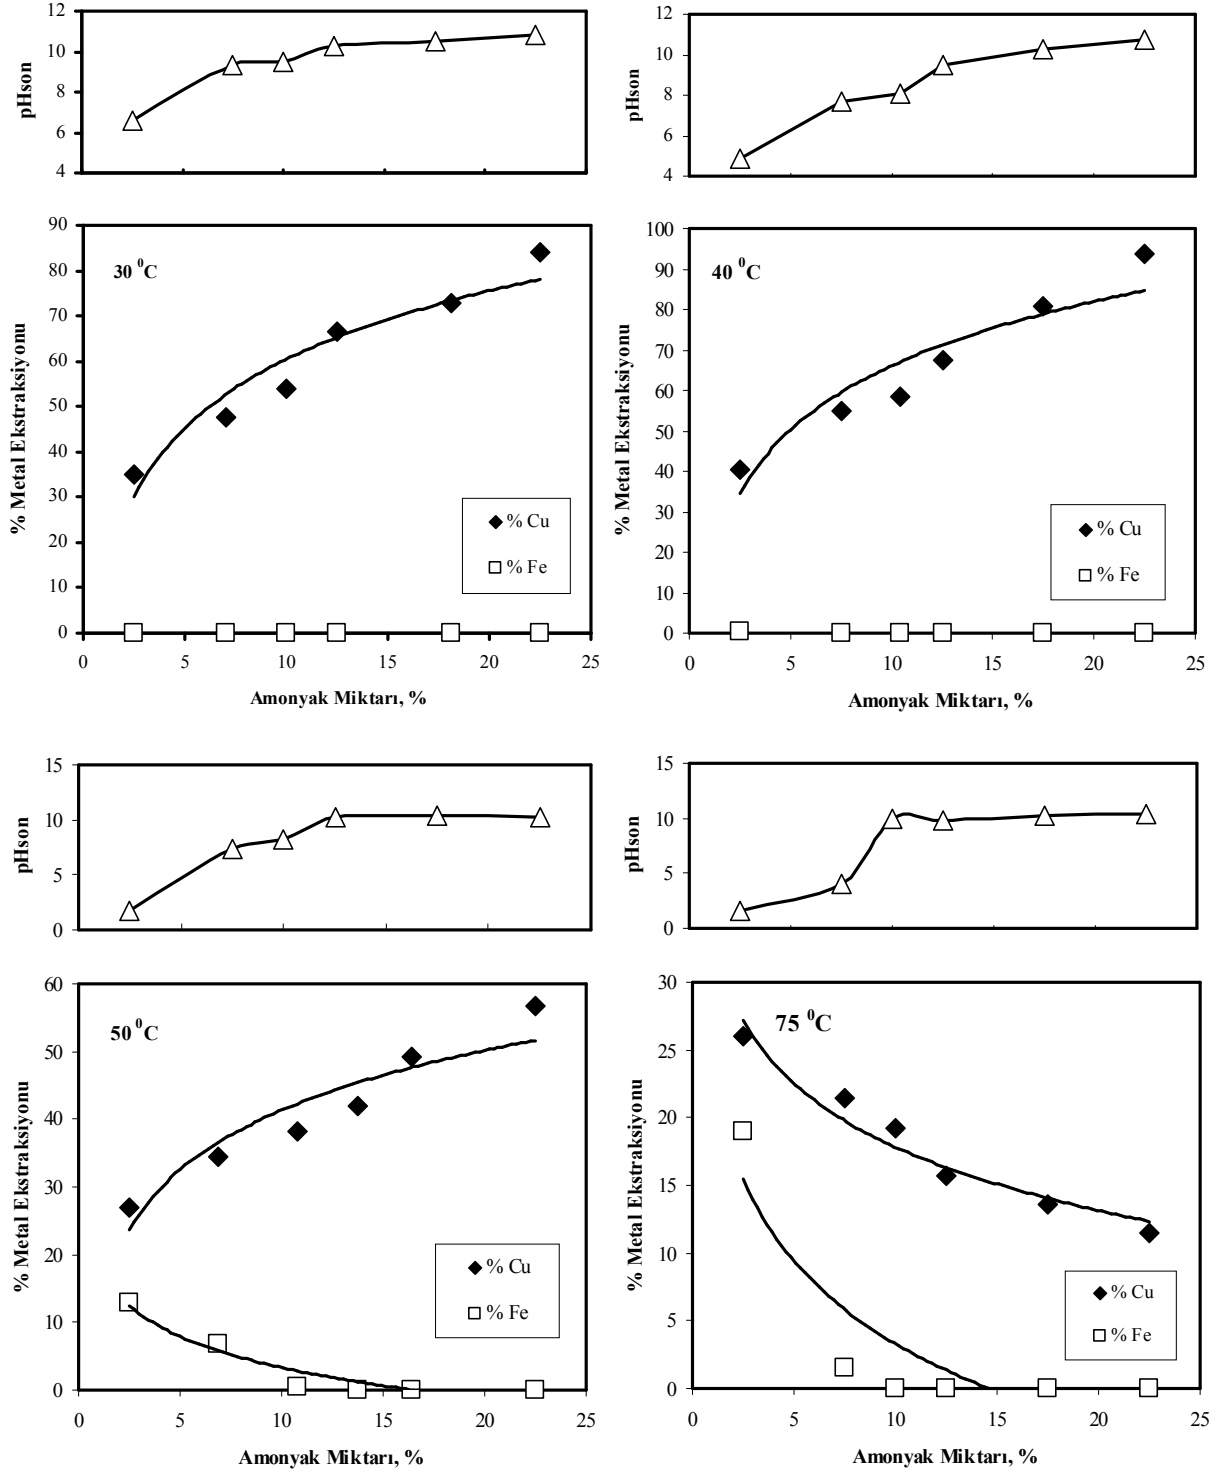 12
10
8
6
4
pHson
12
10
8
6
4
pHson
90
80
70
60
50
40
30
20
10
0
% Metal Ekstraksiyonu
30 ⁰C
% Cu
% Fe
0 5 10 15 20 25
Amonyak Miktarı, %
100
90
80
70
60
50
40
30
20
10
0
% Metal Ekstraksiyonu
40 ⁰C
% Cu
% Fe
0 5 10 15 20 25
Amonyak Miktarı, %
15
10
5
0
pHson
15
10
5
0
pHson
60
50
40
30
20
10
0
% Metal Ekstraksiyonu
50 ⁰C
% Cu
% Fe
0 5 10 15 20 25
Amonyak Miktarı, %
30
25
20
15
10
5
0
% Metal Ekstraksiyonu
75 ⁰C
% Cu
% Fe
0 5 10 15 20 25
Amonyak Miktarı, %